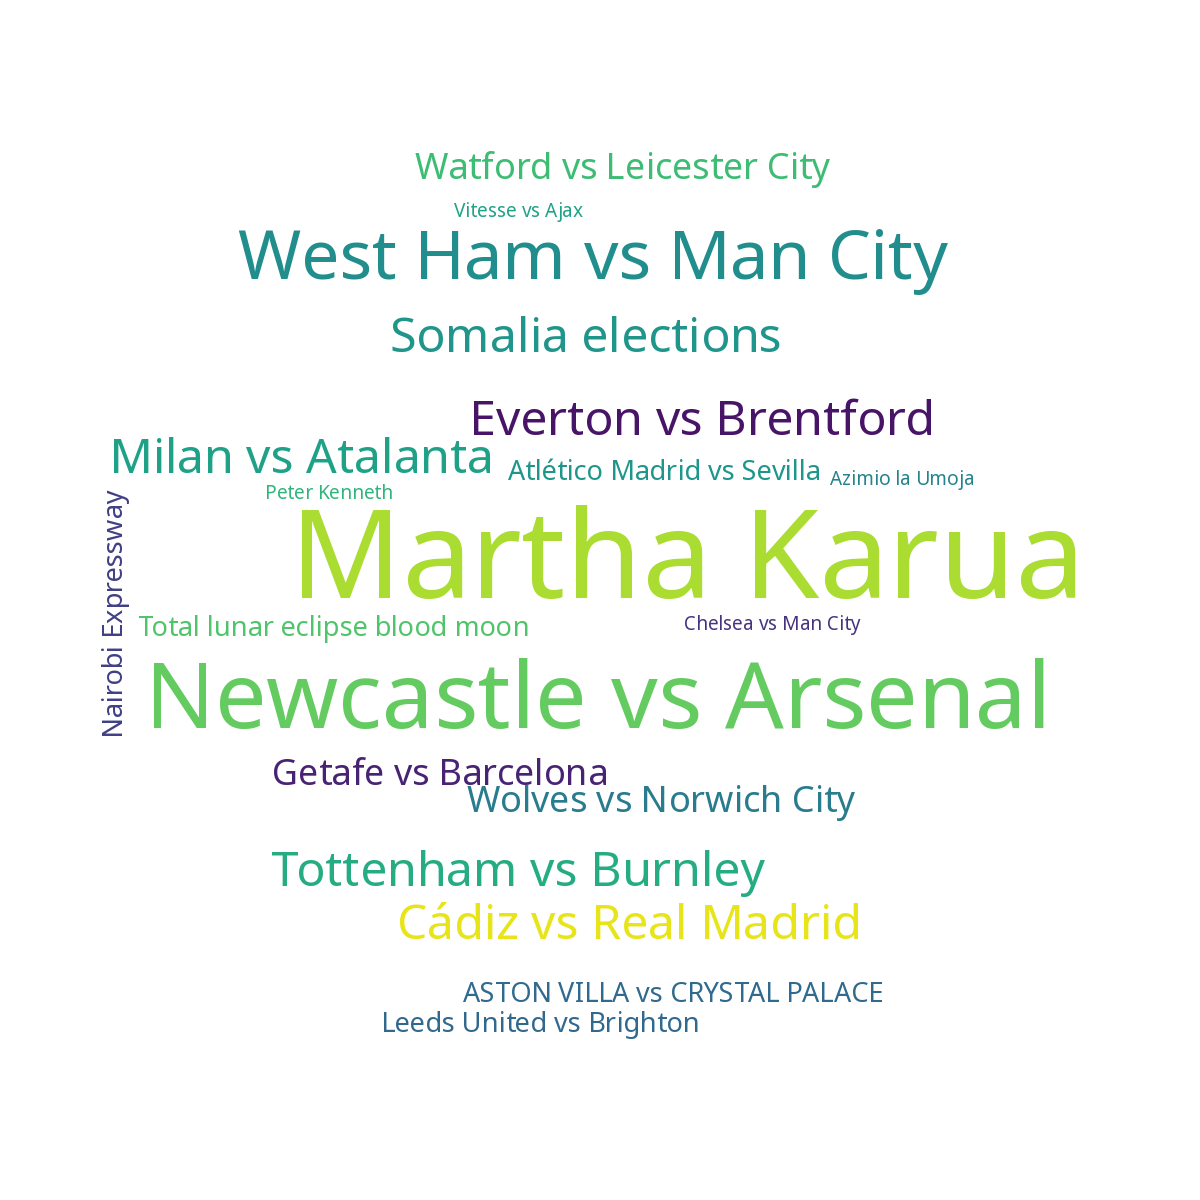 Watford vs Leicester City
Vitesse vs Ajax
West Ham vs Man City
Somalia elections
Everton vs Brentford
Milan vs Atalanta
Atlético Madrid vs Sevilla
Azimio la Umoja
Peter Kenneth
Nairobi Expressway
Martha Karua
Total lunar eclipse blood moon
Chelsea vs Man City
Newcastle vs Arsenal
Getafe vs Barcelona
Wolves vs Norwich City
Tottenham vs Burnley
Cádiz vs Real Madrid
ASTON VILLA vs CRYSTAL PALACE
Leeds United vs Brighton